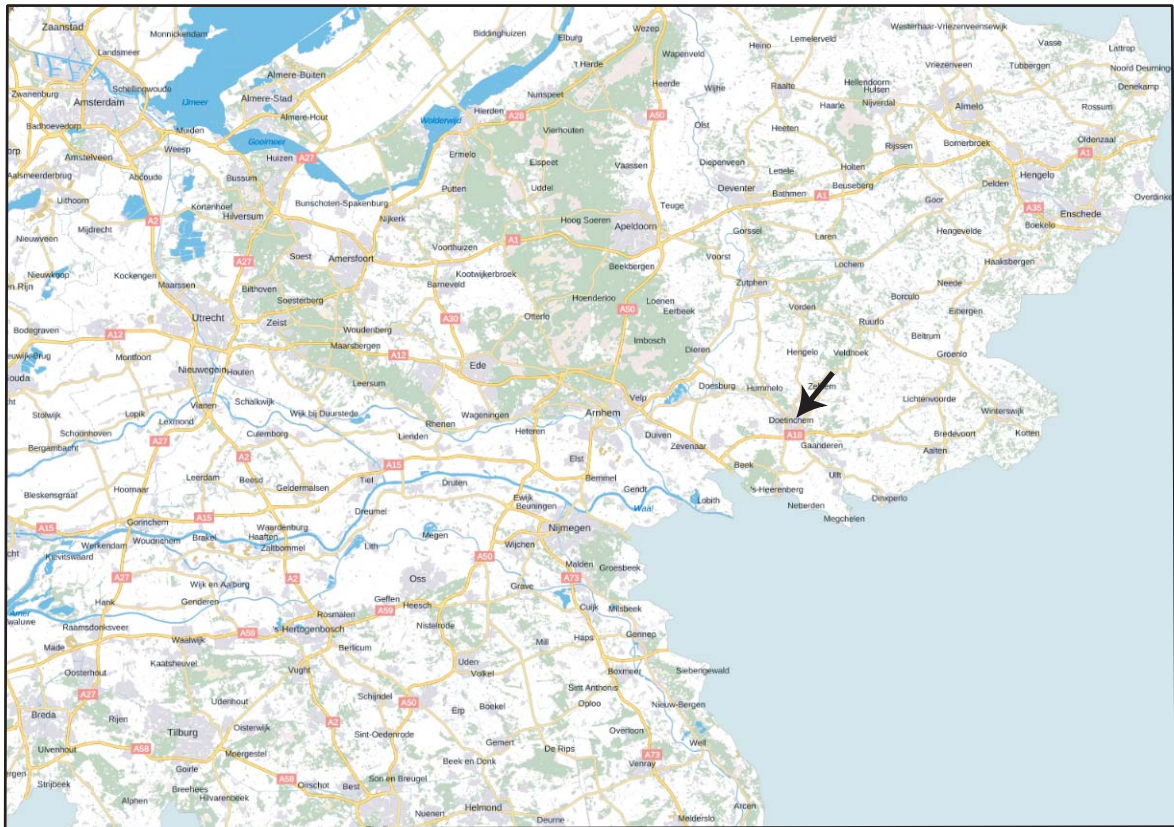 Zaanstad
Monnickendam
Landsmeer
Schellingwoude
Zwanenburg
Amsterdam
IJmeer
Badhoevedorp
Muiden
Amstelveen
Weesp
Aalsmeerderbrug
Abcoude
Uithoorn
Mijdrecht
A2
Nieuwveen
Nieuwkoop
Kockengen
Maarssen
Bodegraven
A12
Montfoort
Utrecht
Nieuwegein
Houten
Biddinghuizen
Elburg
Wezep
Wapenveld
't Harde
Heerde
Almere-Buiten
Almere-Stad
Almere-Hout
Nunspeet
Hierden
A28
Wolderwijd
Vierhouten
A50
Gooimeer
Huizen
A27
Ermelo
Elspeet
Vaassen
Bussum
Putten
Uddel
Kortenhoef
Hilversum
Bunschoten-Spakenburg
Nijkerk
Hoog Soeren
Apeldoorn
Teuge
Voorthuizen
A1
Soest
Amersfoort
Beekbergen
Kootwijkerbroek
Barneveld
A27
Bilthoven
Soesterberg
Hoenderloo
Loenen
Eerbeek
A50
Zeist
Woudenberg
A30
Otterlo
Maarsbergen
A12
Imbosch
Ede
Dieren
Leersum
Heino
Lemelerveld
Westerhaar-Vriezenveensewijk
Vasse
Lattrop
Vriezenveen
Tubbergen
Noord Deurningen
Denekamp
Wijhe
Raalte
Hellendoorn
Hulsen
Nijverdal
Haarle
Almelo
Rossum
Olst
Heeten
Oldenzaal
Rijssen
Bornerbroek
A1
Diepenveen
Lettele
Holten
Hengelo
Deventer
Bathmen
A1
Beuseberg
Delden
A35
Overdinkel
Goor
Enschede
Boekelo
Gorssel
Hengevelde
Laren
Voorst
Haaksbergen
Lochem
Zutphen
Neede
Borculo
Vorden
Eibergen
Ruurlo
Beltrum
Hengelo
Veldhoek
Groenlo
Doesburg
Hummelo
Lichtenvoorde
Winterswijk
Doetinchem
A18
Kotten
Bredevoort
Gaanderen
Aalten
Beek
Ulft
's-Heerenberg
Dinxperlo
Netterden
Megchelen
Gouda
Stolwijk
Lopik
Vianen
Schalkwijk
Wijk bij Duurstede
Rhenen
Wageningen
Velp
Arnhem
Schoonhoven
Lexmond
Culemborg
Lienden
Heteren
Duiven
Zevenaar
Bergambacht
A27
A2
A15
Elst
Leerdam
Beesd
Tiel
Druten
Bemmel
Bleskensgraaf
Hoornaar
Geldermalsen
Gendt
Lobith
Ewijk
Beuningen
Waal
A15
Gorinchem
A15
Dreumel
Waardenburg
Haaften
Nijmegen
Werkendam
Woudrichem
Brakel
Zaltbommel
Lith
Megen
Wijchen
Kievitswaard
A50
Malden
Groesbeek
A27
Wijk en Aalburg
A2
Oss
A73
Hank
Genderen
Geffen
Grave
Heesch
Cuijk
Milsbeek
Amer
Raamsdonksveer
Rosmalen
A59
Nistelrode
Waalwijk
A59
's-Hertogenbosch
Haps
Gennep
Made
Berlicum
Mill
Kaatsheuvel
Uden
Siebengewald
Oosterhout
Vught
Volkel
Boxmeer
A27
Udenhout
Schijndel
Sint Anthonis
A50
Breda
Rijen
Erp
Boekel
Oploo
Nieuw-Bergen
Oisterwijk
A2
Tilburg
Sint-Oedenrode
Overloon
Ulvenhout
A58
Moergestel
Gemert
De Rips
Well
A73
Goirle
Beek en Donk
Venray
Strijbeek
Breehees
A58
Oirschot
Best
Son en Breugel
Alphen
Hilvarenbeek
Helmond
Arcen
Nuenen
Deurne
Melderslo